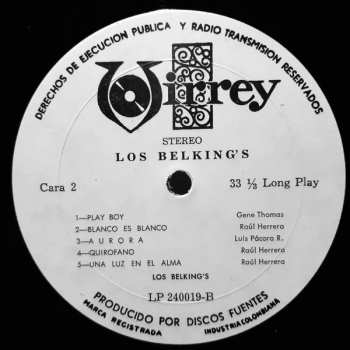 DERECHOS DE EJECUCION PUBLICA Y RADIO TRANSMISION RESERVADOS
Virrey
STEREO
LOS BELKING'S
Cara 2 33 ⅓ Long Play
1—PLAY BOY Gene Thomas
2—BLANCO ES BLANCO Raúl Herrera
3—AURORA Luis Pácora R.
4—QUIROFANO Raúl Herrera
5—UNA LUZ EN EL ALMA Raúl Herrera
LOS BELKING'S
LP 240019-B
PRODUCIDO POR DISCOS FUENTES
MARCA REGISTRADA INDUSTRIA COLOMBIANA